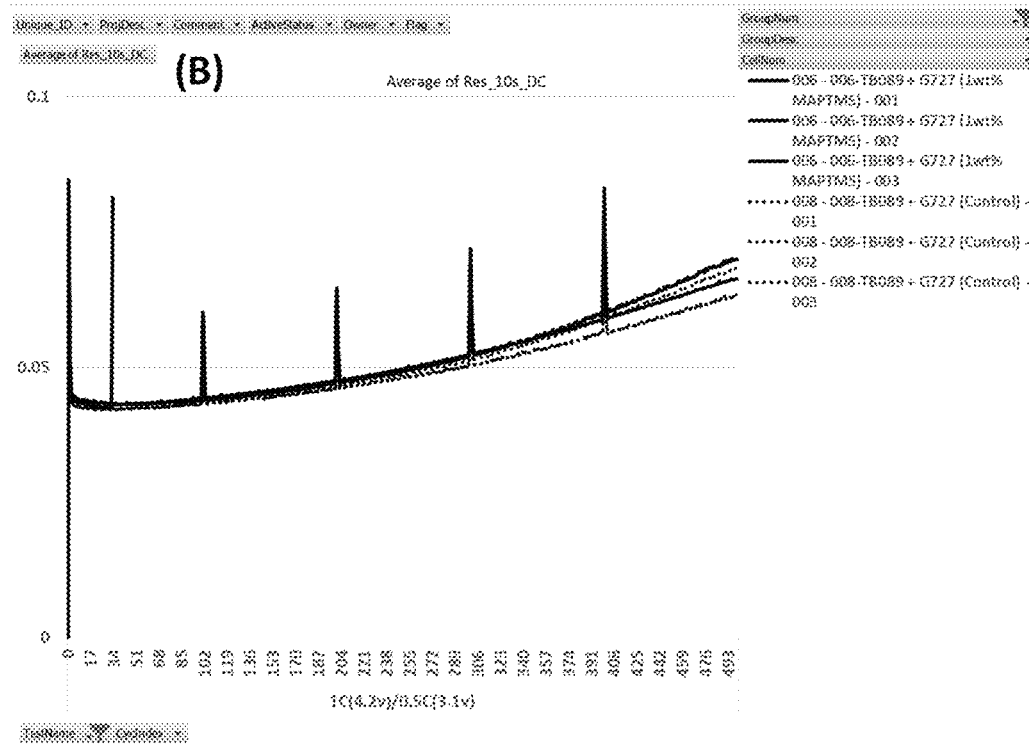 Unique_ID ProjDesc Comment ActiveStatus Owner Flag
Average of Res_10s_DC
(B)
Average of Res_10s_DC
GroupNum
GroupDesc
CellNum
006 - 006-TB089 + G727 (1wt%
MAPTMS) - 001
006 - 006-TB089 + G727 (1wt%
MAPTMS) - 002
006 - 006-TB089 + G727 (1wt%
MAPTMS) - 003
008 - 008-TB089 + G727 (Control) -
001
008 - 008-TB089 + G727 (Control) -
002
008 - 008-TB089 + G727 (Control) -
003
0.1
0.05
0
0 17 34 51 68 85 102 119 136 153 170 187 204 221 238 255 272 289 306 323 340 357 374 391 408 425 442 459 476 493
1C(4.2v)/0.5C(3.1v)
TestName CycIndex